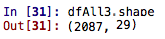 In [31]: dfAll3.shape
Out[31]: (2087, 29)